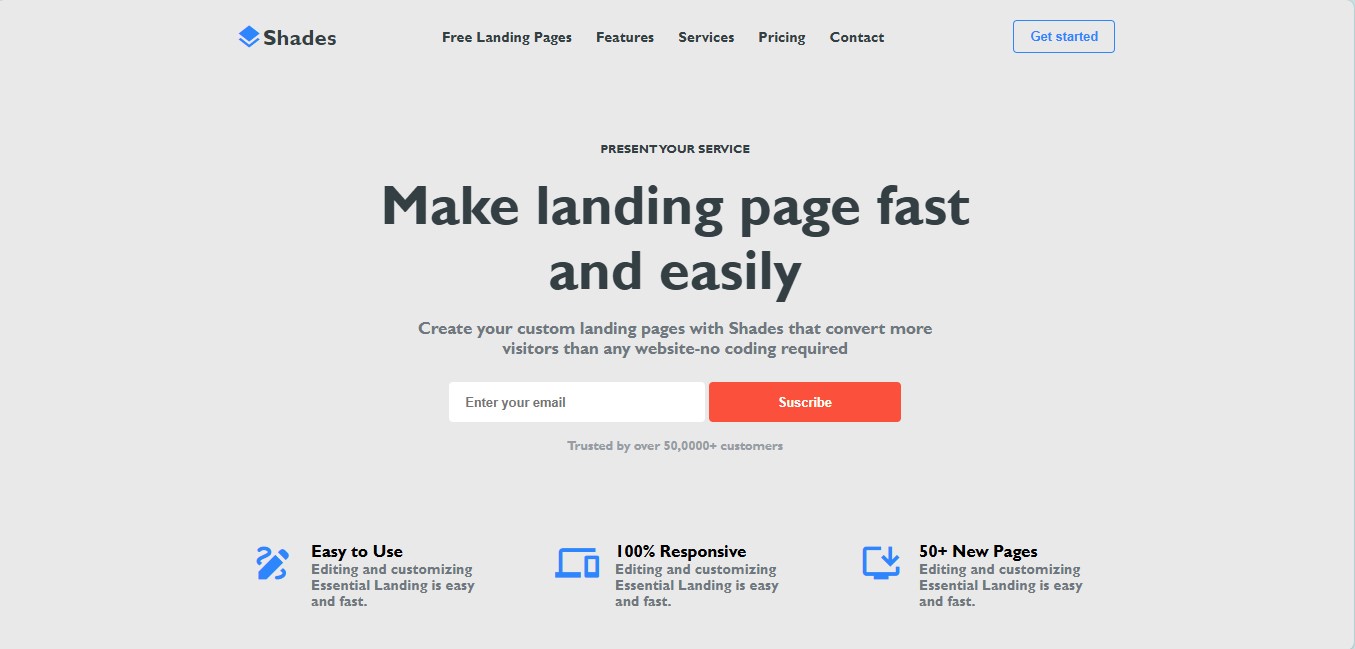 Shades
Free Landing Pages
Features
Services
Pricing
Contact
Get started
PRESENT YOUR SERVICE
Make landing page fast
and easily
Create your custom landing pages with Shades that convert more
visitors than any website-no coding required
Enter your email
Suscribe
Trusted by over 50,0000+ customers
Easy to Use
Editing and customizing
Essential Landing is easy
and fast.
100% Responsive
Editing and customizing
Essential Landing is easy
and fast.
50+ New Pages
Editing and customizing
Essential Landing is easy
and fast.